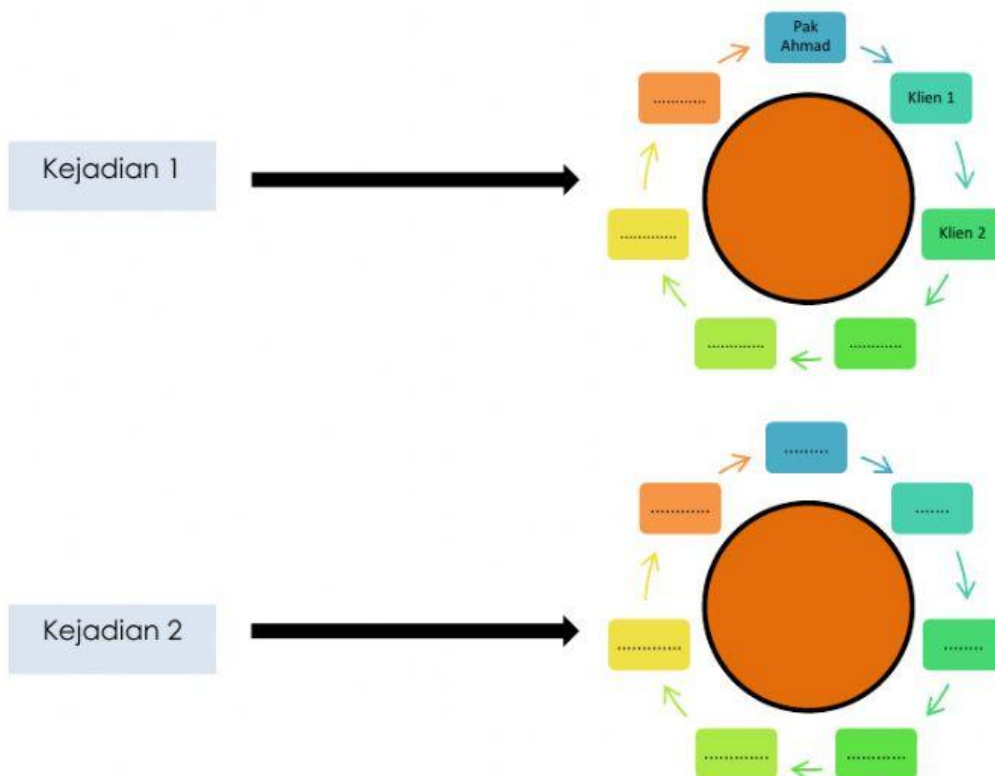 Pak
Ahmad
............
Klien 1
Kejadian 1
.............
Klien 2
.............
............
.........
............
.......
Kejadian 2
.............
........
.............
............